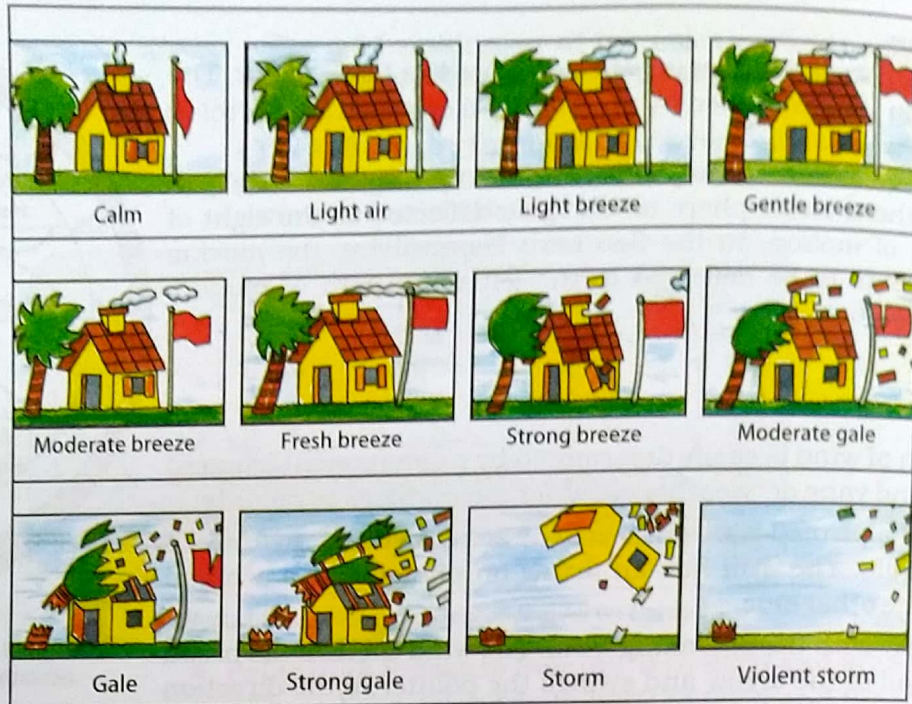 Calm Light air Light breeze Gentle breeze
Moderate breeze Fresh breeze Strong breeze Moderate gale
Gale Strong gale Storm Violent storm